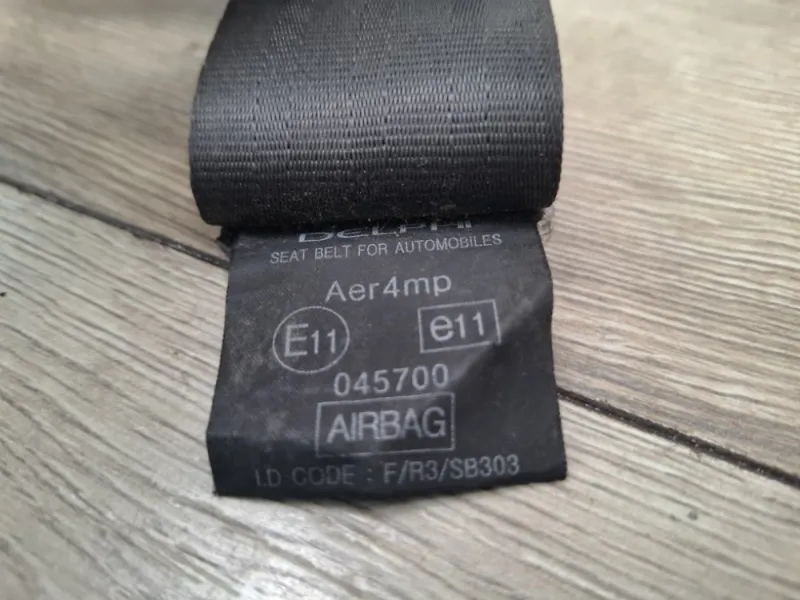 DELPHI
SEAT BELT FOR AUTOMOBILES
Aer4mp
E11 e11
045700
AIRBAG
I.D CODE : F/R3/SB303